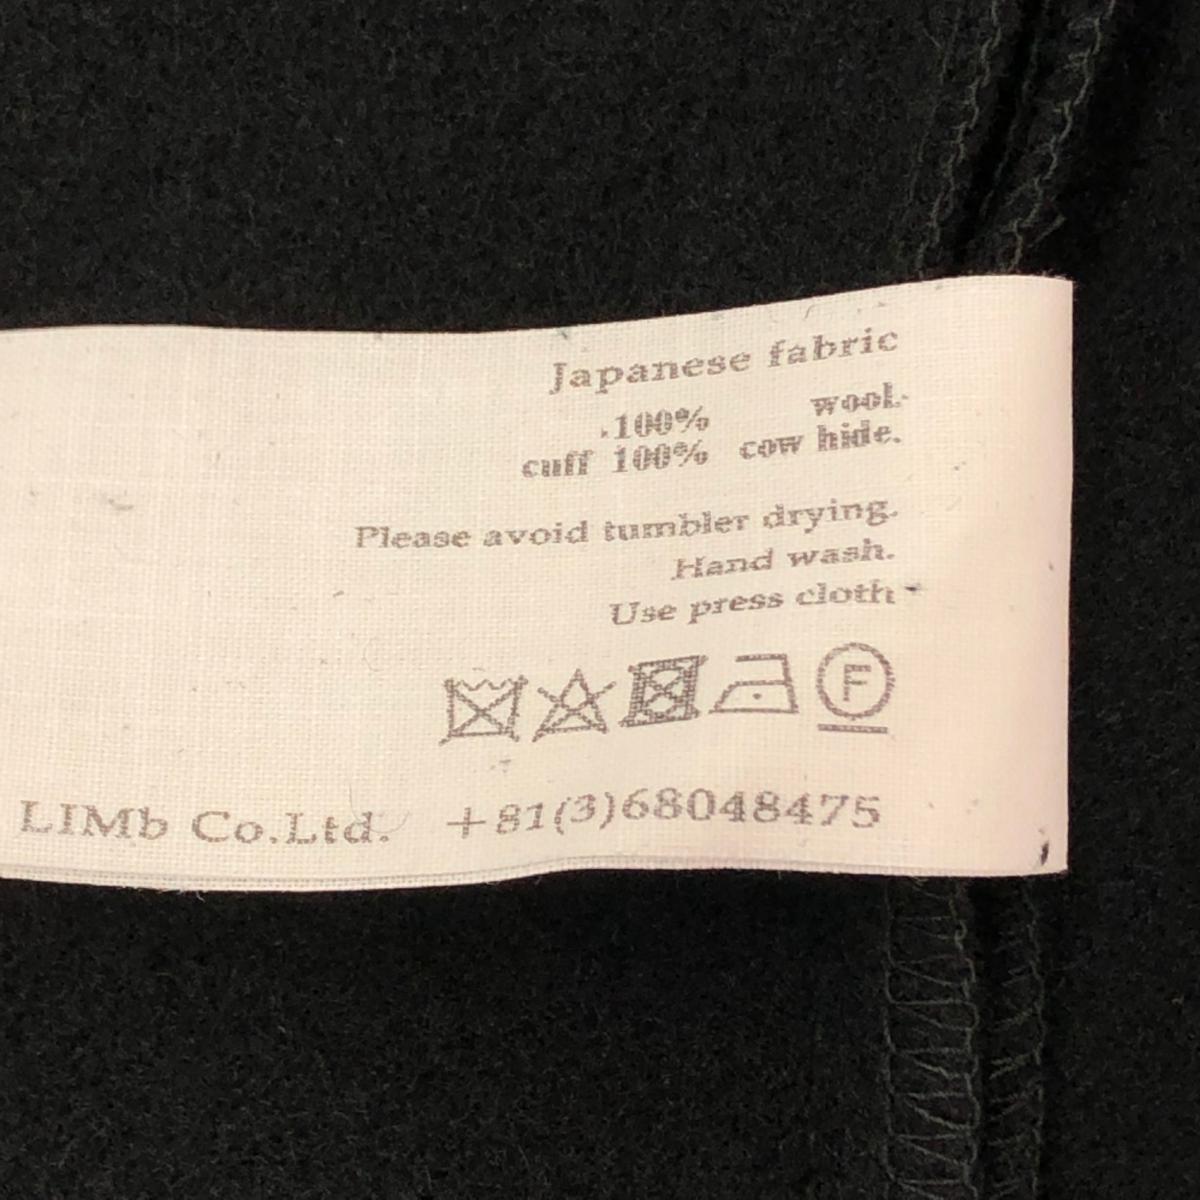 Japanese fabric
100% wool.
cuff 100% cow hide.
Please avoid tumbler drying.
Hand wash.
Use press cloth
F
LIMb Co.Ltd. +81(3)68048475